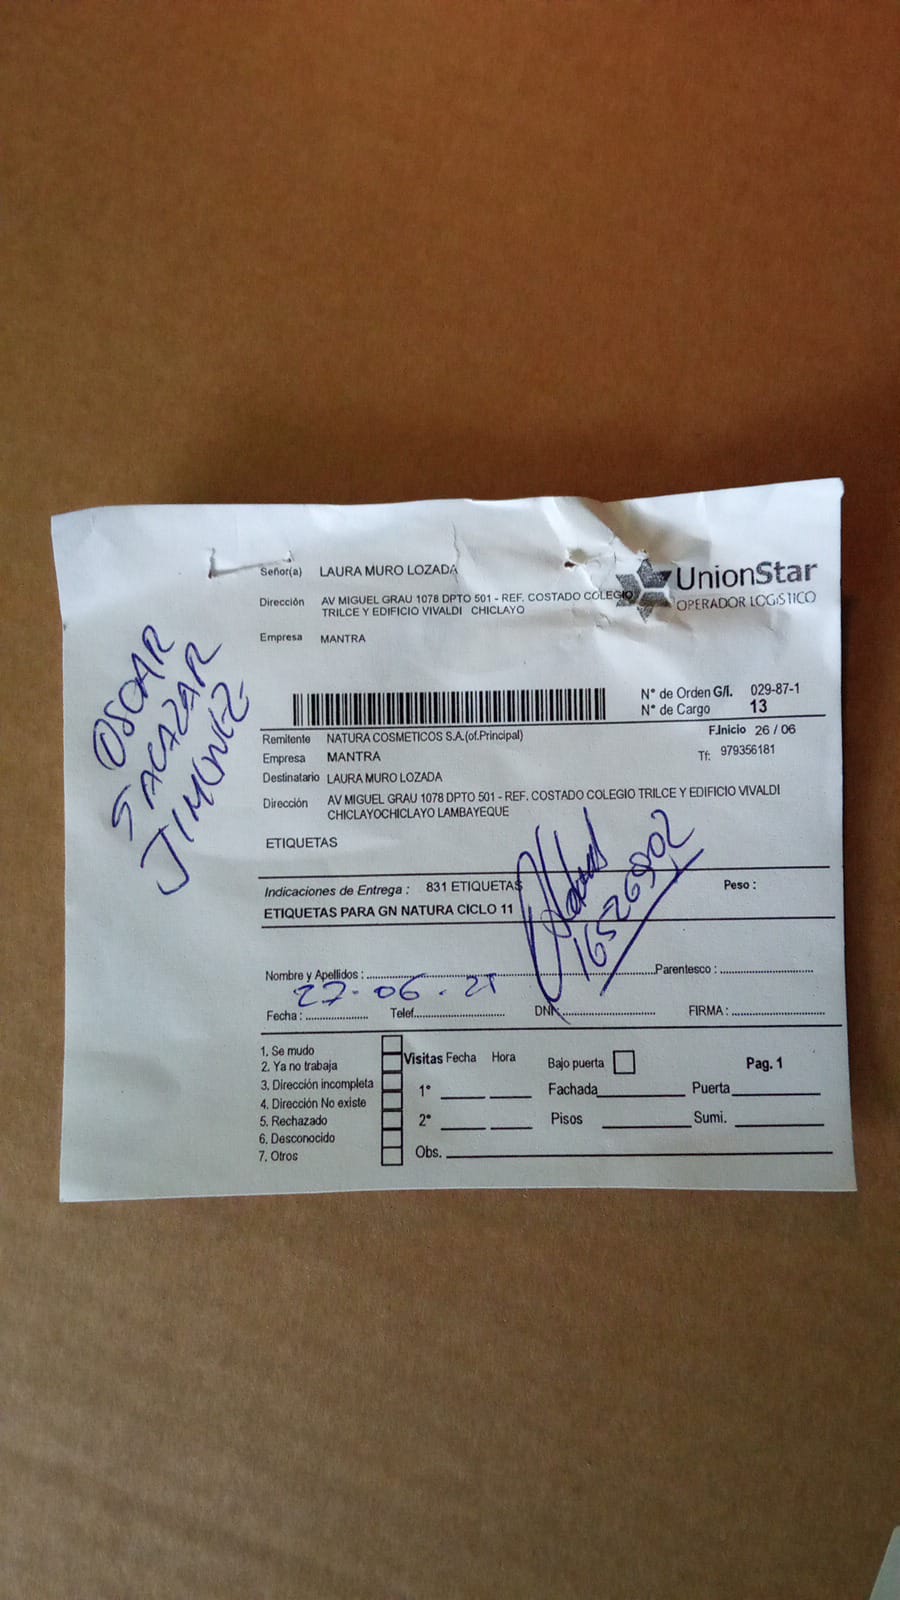 Señor(a) LAURA MURO LOZADA
Dirección AV MIGUEL GRAU 1078 DPTO 501 - REF. COSTADO COLEGIO
TRILCE Y EDIFICIO VIVALDI CHICLAYO
Empresa MANTRA
UnionStar
OPERADOR LOGISTICO
OSCAR
SALAZAR
JIMENEZ
N° de Orden G/I. 029-87-1
N° de Cargo 13
Remitente NATURA COSMETICOS S.A.(of.Principal)
F.Inicio 26 / 06
Empresa MANTRA
Tf: 979356181
Destinatario LAURA MURO LOZADA
Dirección AV MIGUEL GRAU 1078 DPTO 501 - REF. COSTADO COLEGIO TRILCE Y EDIFICIO VIVALDI
CHICLAYOCHICLAYO LAMBAYEQUE
ETIQUETAS
Indicaciones de Entrega : 831 ETIQUETAS Peso :
ETIQUETAS PARA GN NATURA CICLO 11
16526902
Nombre y Apellidos : Parentesco :
27-06.21
Fecha : Telef. DNI: FIRMA :
1. Se mudo
2. Ya no trabaja
3. Dirección incompleta
4. Dirección No existe
5. Rechazado
6. Desconocido
7. Otros
Visitas Fecha Hora Bajo puerta Pag. 1
1° Fachada Puerta
2° Pisos Sumi.
Obs.